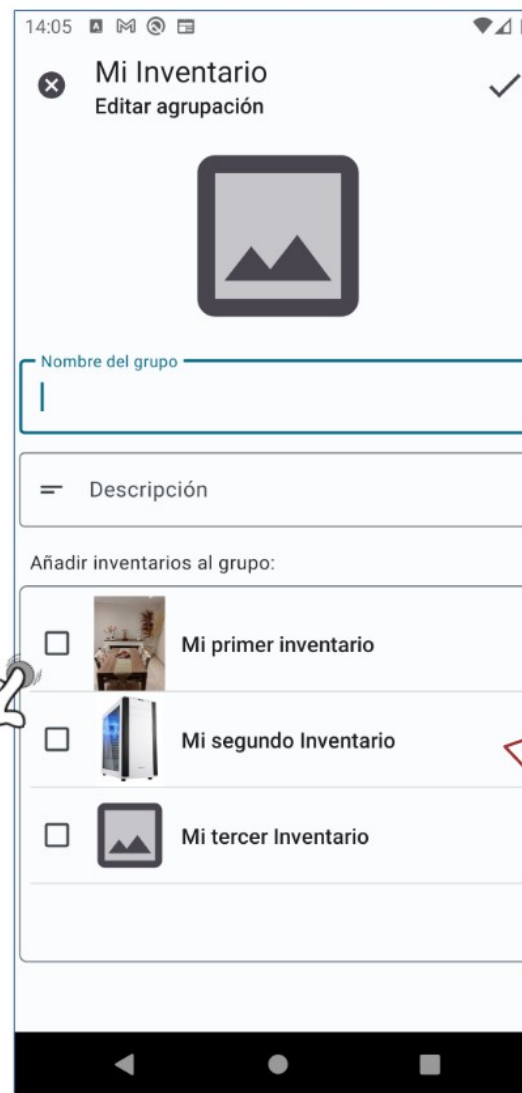 14:05
Mi Inventario
Editar agrupación
Nombre del grupo
Descripción
Añadir inventarios al grupo:
Mi primer inventario
Mi segundo Inventario
Mi tercer Inventario